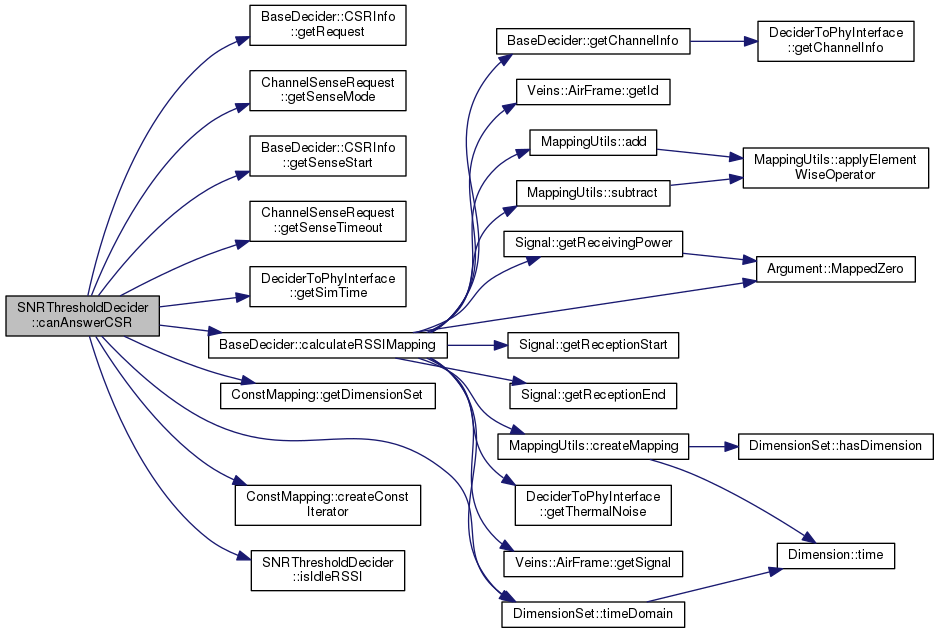 SNRThresholdDecider
::canAnswerCSR
BaseDecider::CSRInfo
::getRequest
ChannelSenseRequest
::getSenseMode
BaseDecider::CSRInfo
::getSenseStart
ChannelSenseRequest
::getSenseTimeout
DeciderToPhyInterface
::getSimTime
BaseDecider::calculateRSSIMapping
ConstMapping::getDimensionSet
ConstMapping::createConst
Iterator
SNRThresholdDecider
::isIdleRSSI
BaseDecider::getChannelInfo
Veins::AirFrame::getId
MappingUtils::add
MappingUtils::subtract
Signal::getReceivingPower
Signal::getReceptionStart
Signal::getReceptionEnd
MappingUtils::createMapping
DeciderToPhyInterface
::getThermalNoise
Veins::AirFrame::getSignal
DimensionSet::timeDomain
DeciderToPhyInterface
::getChannelInfo
MappingUtils::applyElement
WiseOperator
Argument::MappedZero
DimensionSet::hasDimension
Dimension::time